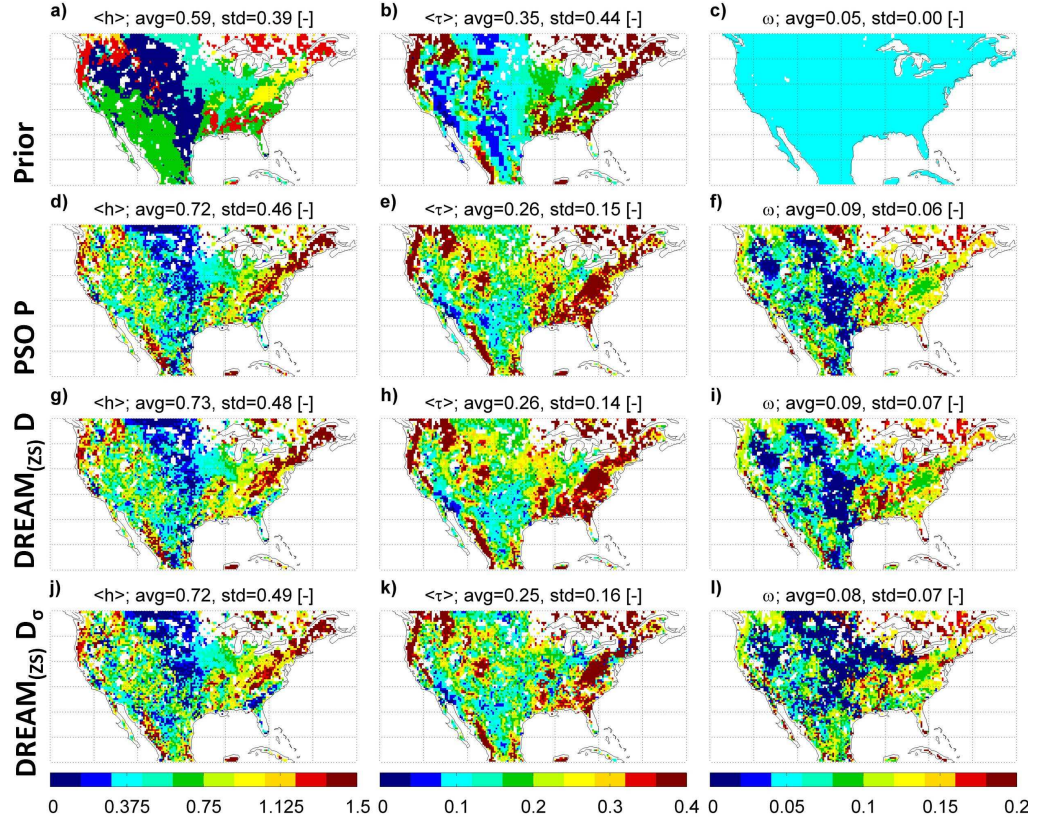 a) <h>; avg=0.59, std=0.39 [-]
b) <τ>; avg=0.35, std=0.44 [-]
c) ω; avg=0.05, std=0.00 [-]
Prior
d) <h>; avg=0.72, std=0.46 [-]
e) <τ>; avg=0.26, std=0.15 [-]
f) ω; avg=0.09, std=0.06 [-]
PSO P
g) <h>; avg=0.73, std=0.48 [-]
h) <τ>; avg=0.26, std=0.14 [-]
i) ω; avg=0.09, std=0.07 [-]
DREAM(ZS) D
j) <h>; avg=0.72, std=0.49 [-]
k) <τ>; avg=0.25, std=0.16 [-]
l) ω; avg=0.08, std=0.07 [-]
DREAM(ZS) Dσ
0 0.375 0.75 1.125 1.5
0 0.1 0.2 0.3 0.4
0 0.05 0.1 0.15 0.2